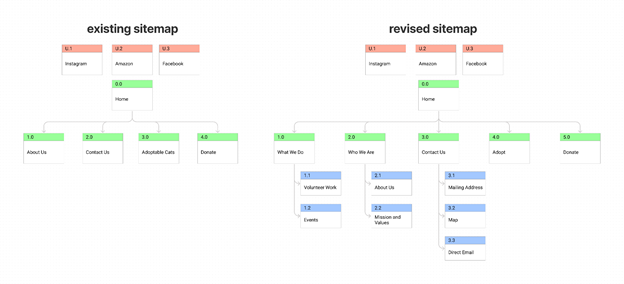 existing sitemap
U.1
U.2
U.3
Instagram
Amazon
Facebook
0.0
Home
1.0
2.0
3.0
4.0
About Us
Contact Us
Adoptable Cats
Donate
revised sitemap
U.1
U.2
U.3
Instagram
Amazon
Facebook
0.0
Home
1.0
2.0
3.0
4.0
5.0
What We Do
Who We Are
Contact Us
Adopt
Donate
1.1
2.1
3.1
Volunteer Work
About Us
Mailing Address
1.2
2.2
3.2
Events
Mission and
Values
Map
3.3
Direct Email